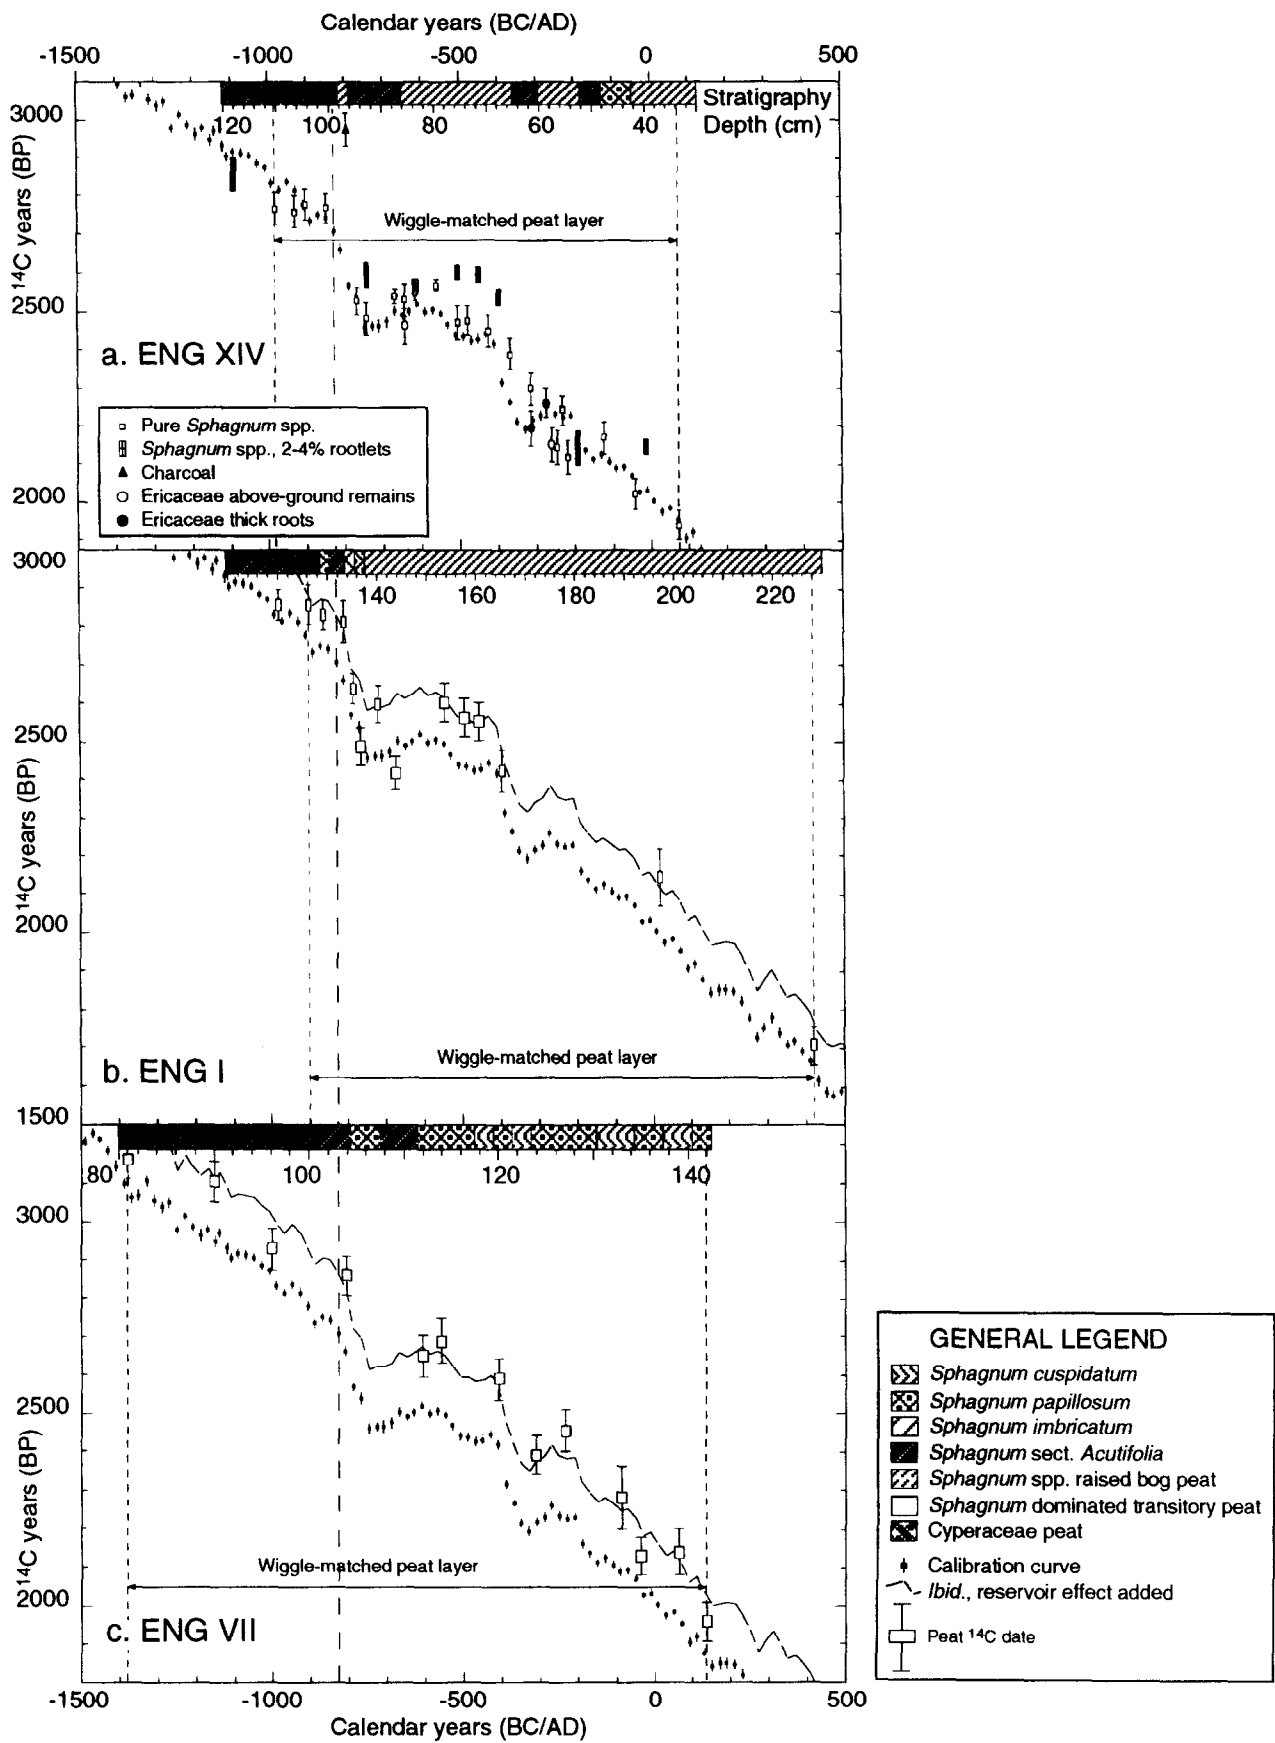 Calendar years (BC/AD)
-1500 -1000 -500 0 500
Stratigraphy
120 100 80 60 40 Depth (cm)
3000
¹⁴C years (BP)
Wiggle-matched peat layer
2500
a. ENG XIV
Pure Sphagnum spp.
Sphagnum spp., 2-4% rootlets
Charcoal
Ericaceae above-ground remains
Ericaceae thick roots
2000
3000
140 160 180 200 220
2500
¹⁴C years (BP)
2000
Wiggle-matched peat layer
b. ENG I
1500
80 100 120 140
3000
2500
¹⁴C years (BP)
Wiggle-matched peat layer
2000
c. ENG VII
-1500 -1000 -500 0 500
Calendar years (BC/AD)
GENERAL LEGEND
Sphagnum cuspidatum
Sphagnum papillosum
Sphagnum imbricatum
Sphagnum sect. Acutifolia
Sphagnum spp. raised bog peat
Sphagnum dominated transitory peat
Cyperaceae peat
Calibration curve
Ibid., reservoir effect added
Peat ¹⁴C date